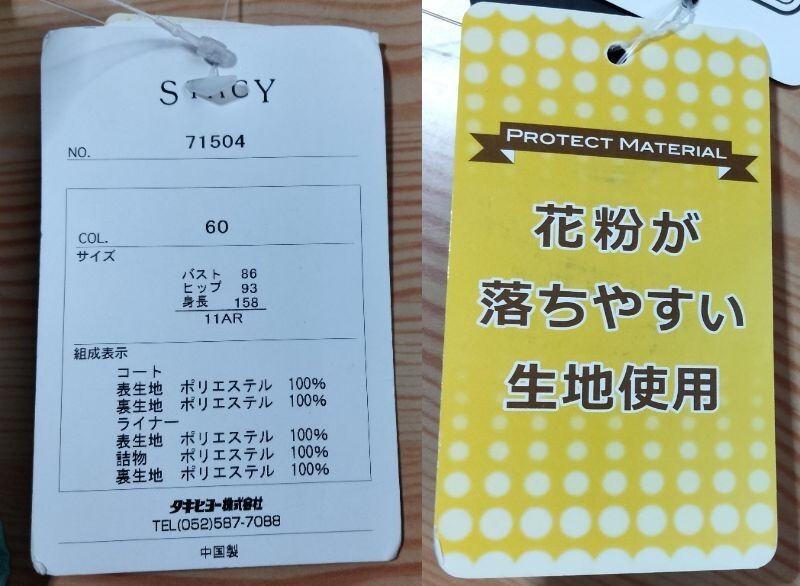 NO. 71504
COL. 60
サイズ
バスト 86
ヒップ 93
身長 158
11AR
組成表示
コート
表生地 ポリエステル 100%
裏生地 ポリエステル 100%
ライナー
表生地 ポリエステル 100%
詰物 ポリエステル 100%
裏生地 ポリエステル 100%
タキヒヨー株式会社
TEL(052)587-7088
中国製
PROTECT MATERIAL
花粉が
落ちやすい
生地使用